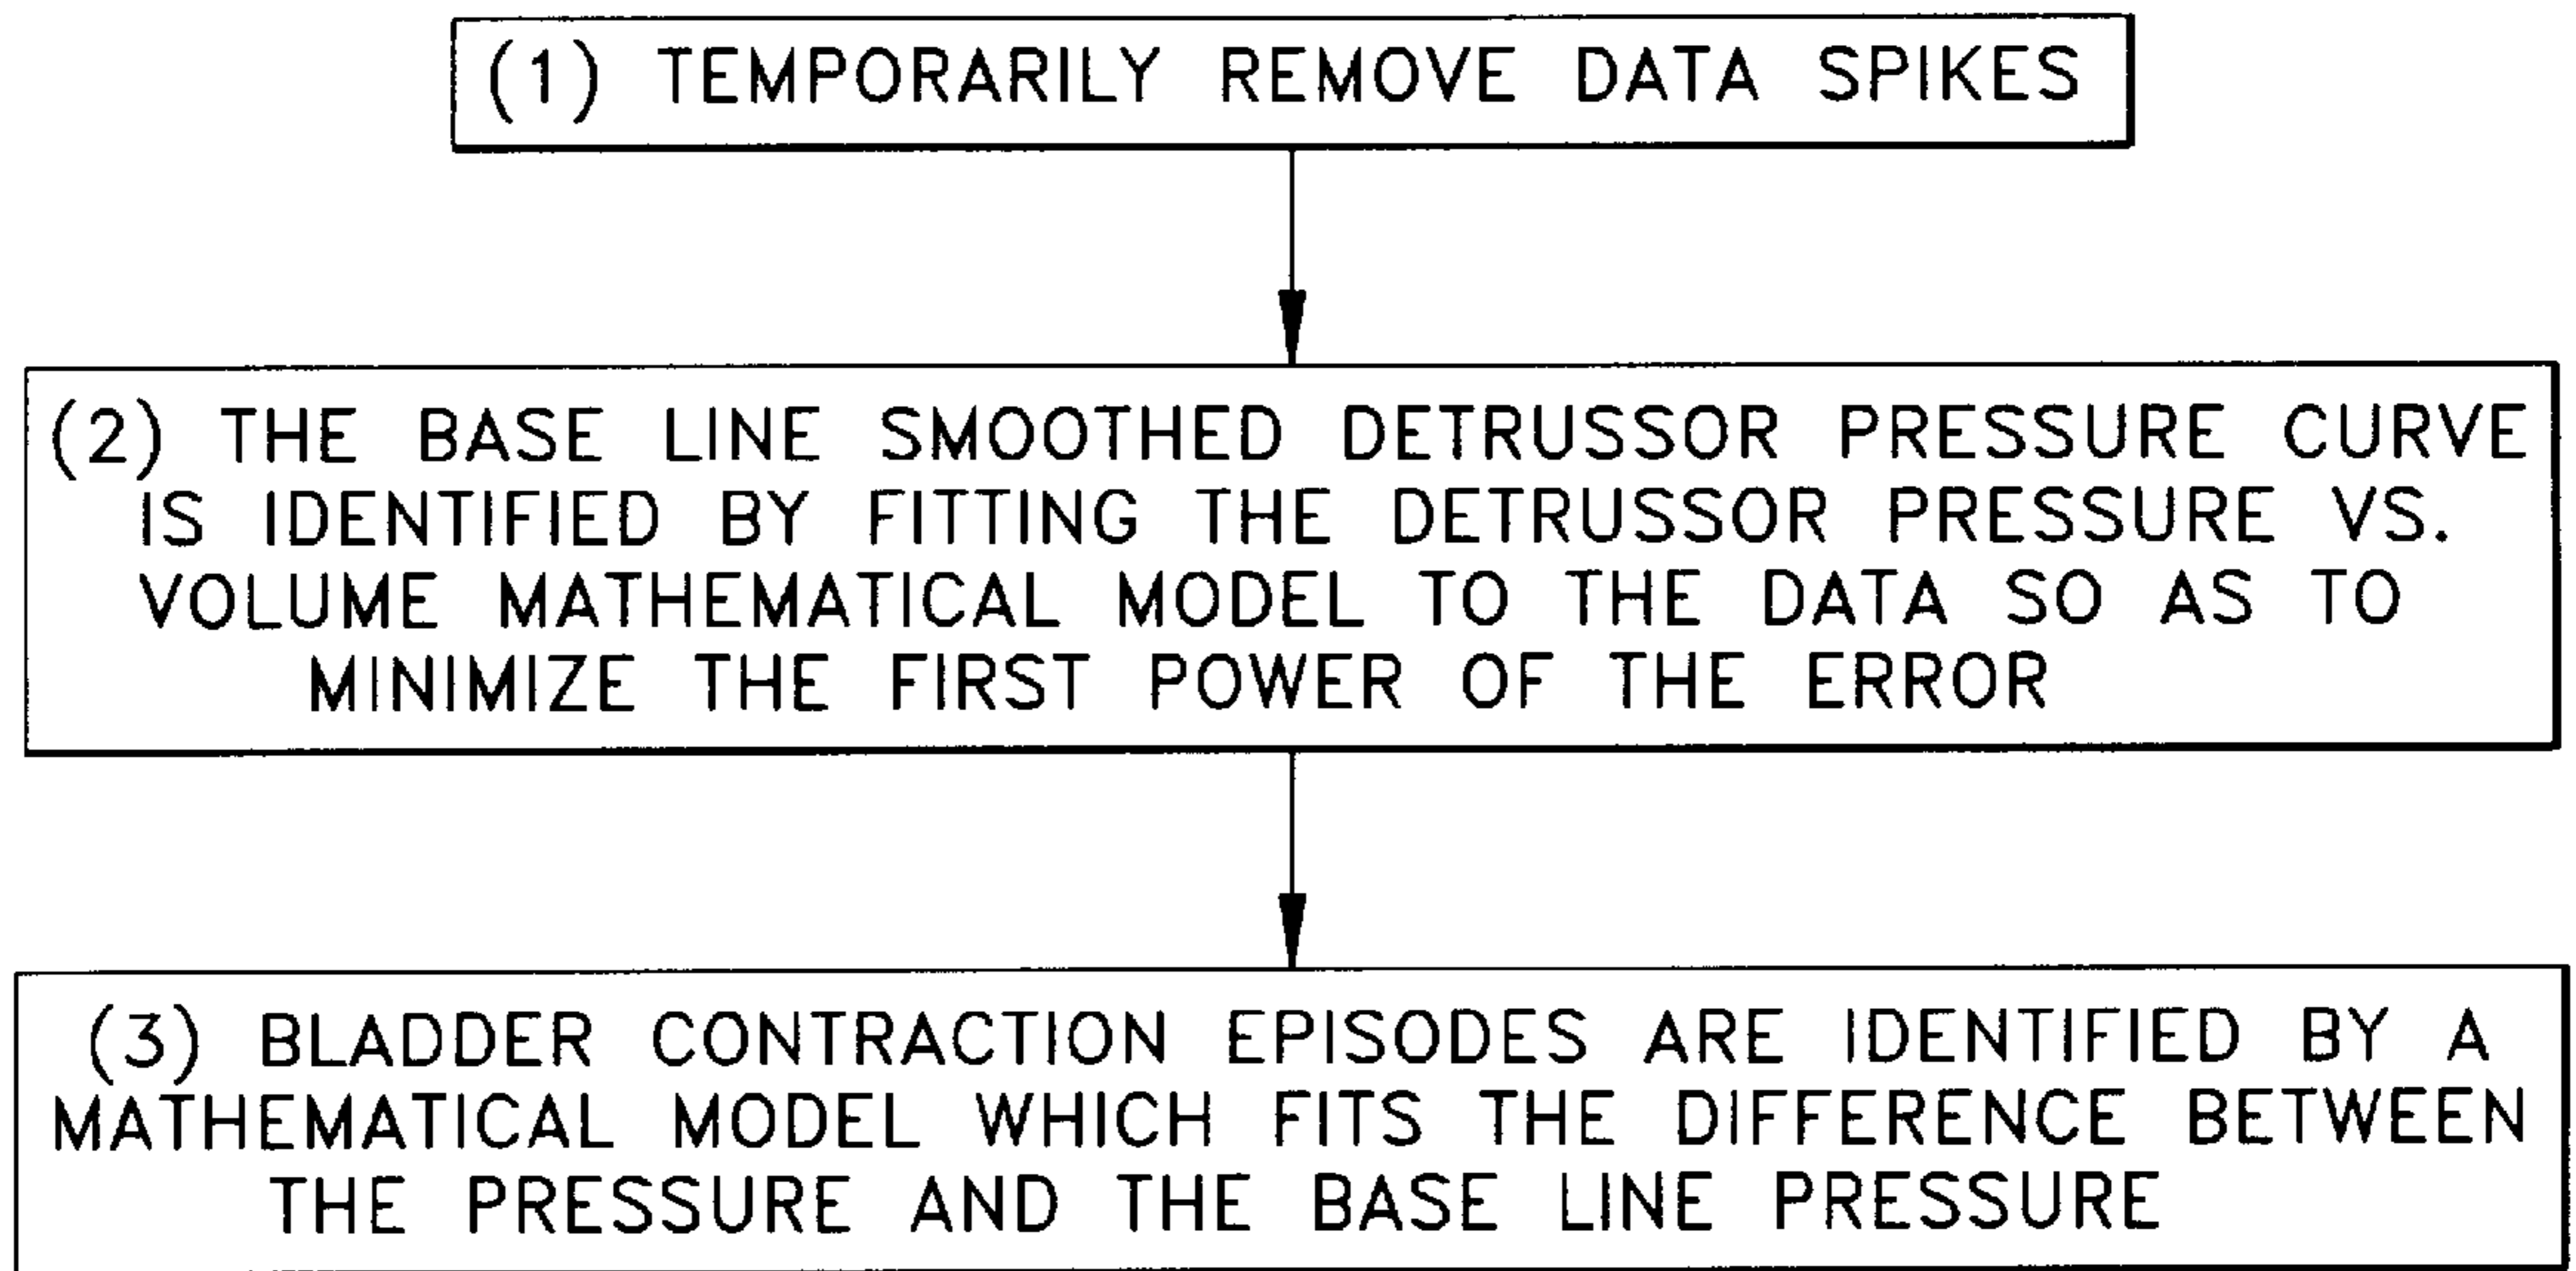 (1) TEMPORARILY REMOVE DATA SPIKES
(2) THE BASE LINE SMOOTHED DETRUSSOR PRESSURE CURVE
IS IDENTIFIED BY FITTING THE DETRUSSOR PRESSURE VS.
VOLUME MATHEMATICAL MODEL TO THE DATA SO AS TO
MINIMIZE THE FIRST POWER OF THE ERROR
(3) BLADDER CONTRACTION EPISODES ARE IDENTIFIED BY A
MATHEMATICAL MODEL WHICH FITS THE DIFFERENCE BETWEEN
THE PRESSURE AND THE BASE LINE PRESSURE